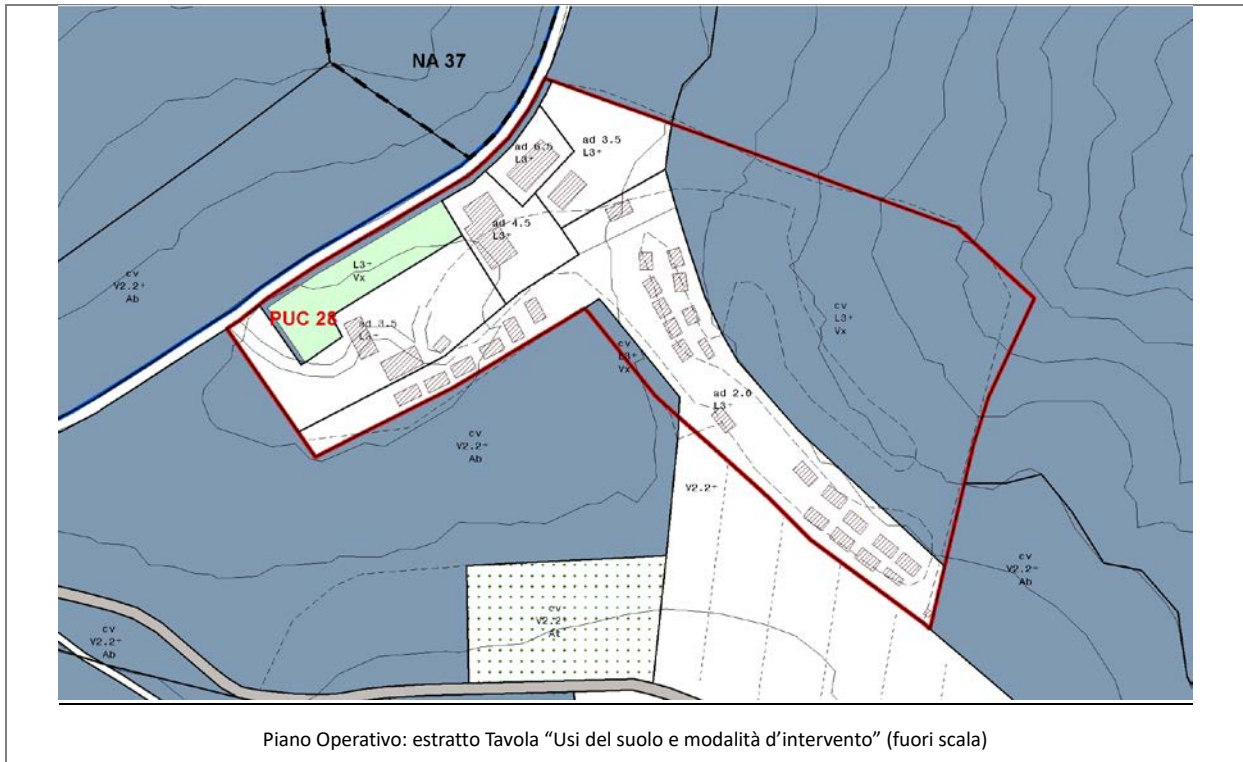 NA 37
ad 6.5
L3+
ad 3.5
L3+
ad 4.5
L3+
L3+
Vx
cv
V2.2+
Ab
PUC 28
ad 3.5
L3+
cv
L3+
Vx
cv
L3+
Vx
ad 2.0
L3+
cv
V2.2+
Ab
V2.2+
cv
V2.2+
Ab
cv
V2.2+
At
cv
V2.2+
Ab
Piano Operativo: estratto Tavola “Usi del suolo e modalità d’intervento” (fuori scala)